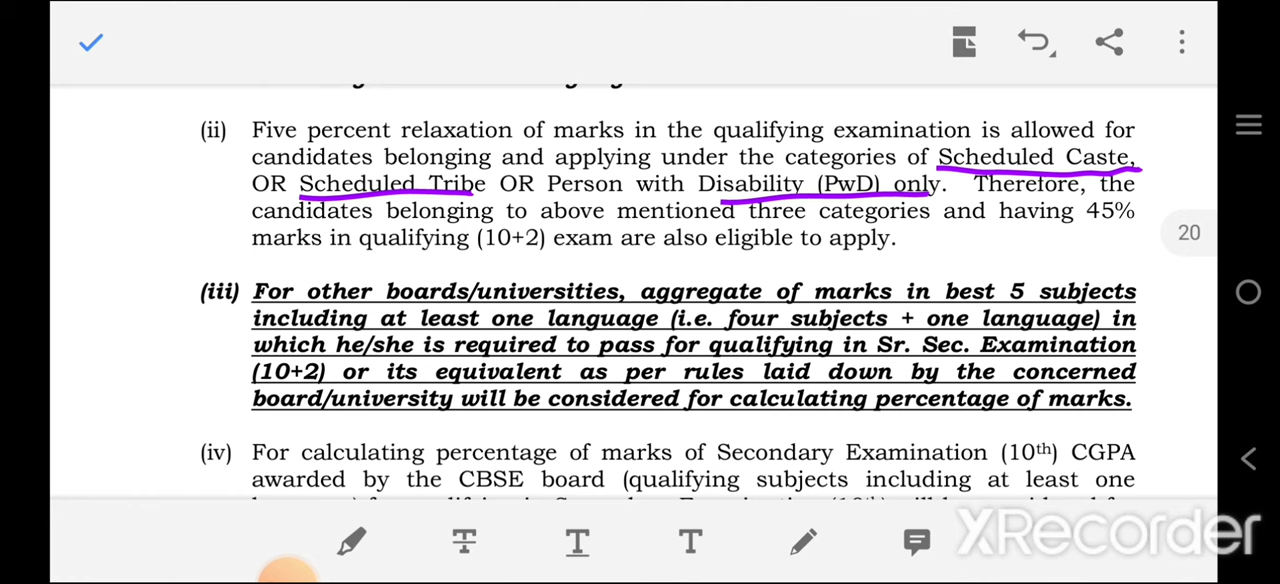 (ii) Five percent relaxation of marks in the qualifying examination is allowed for
candidates belonging and applying under the categories of Scheduled Caste,
OR Scheduled Tribe OR Person with Disability (PwD) only. Therefore, the
candidates belonging to above mentioned three categories and having 45%
marks in qualifying (10+2) exam are also eligible to apply.
20
(iii) For other boards/universities, aggregate of marks in best 5 subjects
including at least one language (i.e. four subjects + one language) in
which he/she is required to pass for qualifying in Sr. Sec. Examination
(10+2) or its equivalent as per rules laid down by the concerned
board/university will be considered for calculating percentage of marks.
(iv) For calculating percentage of marks of Secondary Examination (10th) CGPA
awarded by the CBSE board (qualifying subjects including at least one
T T T
XRecorder